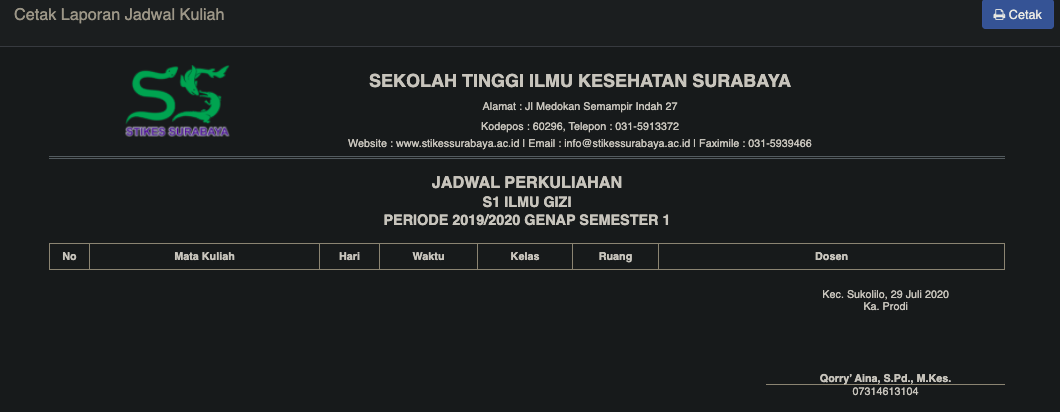 Cetak Laporan Jadwal Kuliah
Cetak
STIKES SURABAYA
SEKOLAH TINGGI ILMU KESEHATAN SURABAYA
Alamat : Jl Medokan Semampir Indah 27
Kodepos : 60296, Telepon : 031-5913372
Website : www.stikessurabaya.ac.id | Email : info@stikessurabaya.ac.id | Faximile : 031-5939466
JADWAL PERKULIAHAN
S1 ILMU GIZI
PERIODE 2019/2020 GENAP SEMESTER 1
No Mata Kuliah Hari Waktu Kelas Ruang Dosen
Kec. Sukolilo, 29 Juli 2020
Ka. Prodi
Qorry' Aina, S.Pd., M.Kes.
07314613104